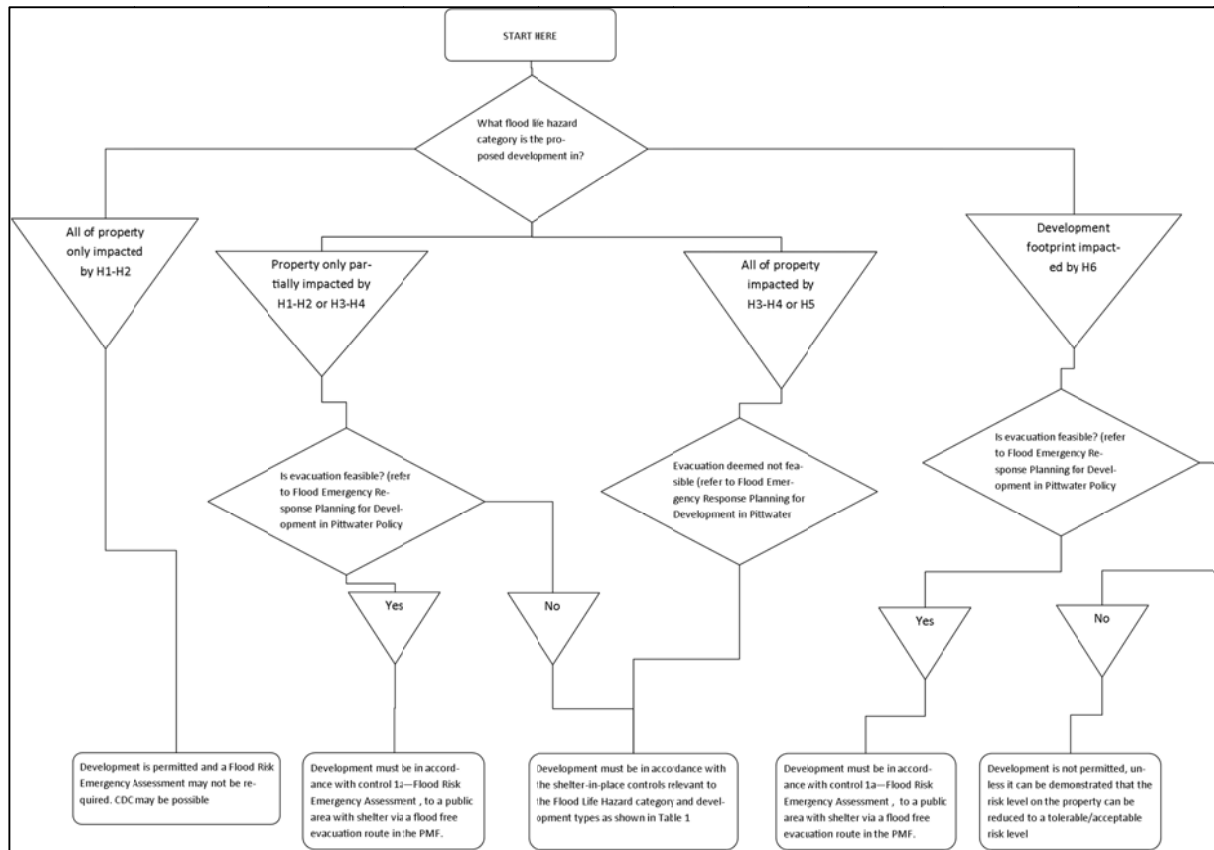 START HERE
What flood life hazard
category is the pro-
posed development in?
All of property
only impacted
by H1-H2
Property only par-
tially impacted by
H1-H2 or H3-H4
All of property
impacted by
H3-H4 or H5
Development
footprint impact-
ed by H6
Is evacuation feasible? (refer
to Flood Emergency Re-
sponse Planning for Devel-
opment in Pittwater Policy
Evacuation deemed not fea-
sible (refer to Flood Emer-
gency Response Planning for
Development in Pittwater
Is evacuation feasible? (refer
to Flood Emergency Re-
sponse Planning for Devel-
opment in Pittwater Policy
Yes
No
Yes
No
Development is permitted and a Flood Risk
Emergency Assessment may not be re-
quired. CDC may be possible
Development must be in accord-
ance with control 1a—Flood Risk
Emergency Assessment , to a public
area with shelter via a flood free
evacuation route in the PMF.
Development must be in accordance with
the shelter-in-place controls relevant to
the Flood Life Hazard category and devel-
opment types as shown in Table 1
Development must be in accord-
ance with control 1a—Flood Risk
Emergency Assessment , to a public
area with shelter via a flood free
evacuation route in the PMF.
Development is not permitted, un-
less it can be demonstrated that the
risk level on the property can be
reduced to a tolerable/acceptable
risk level